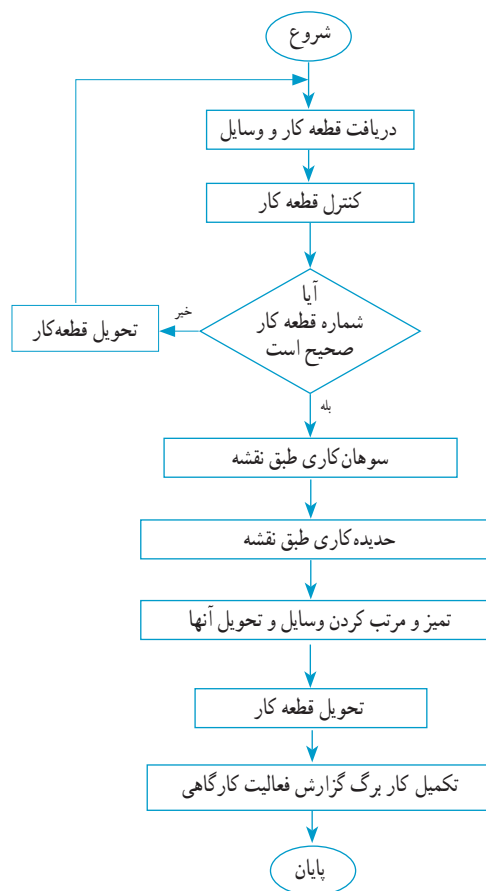 شروع
دریافت قطعه کار و وسایل
کنترل قطعه کار
آیا
شماره قطعه کار
صحیح است
خیر
تحویل قطعه‌کار
بله
سوهان‌کاری طبق نقشه
حدیده‌کاری طبق نقشه
تمیز و مرتب کردن وسایل و تحویل آنها
تحویل قطعه کار
تکمیل کار برگ گزارش فعالیت کارگاهی
پایان